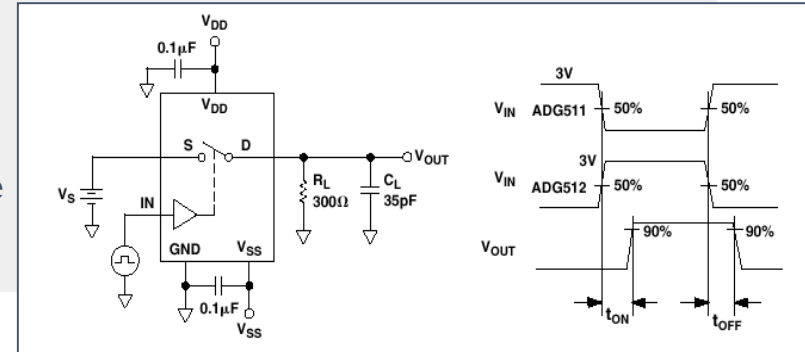 VDD
0.1µF
VDD
S
D
VOUT
VS
IN
RL
300Ω
CL
35pF
GND
VSS
0.1µF
VSS
e
3V
VIN ADG511 50% 50%
3V
VIN ADG512 50% 50%
90% 90%
VOUT
tON
tOFF